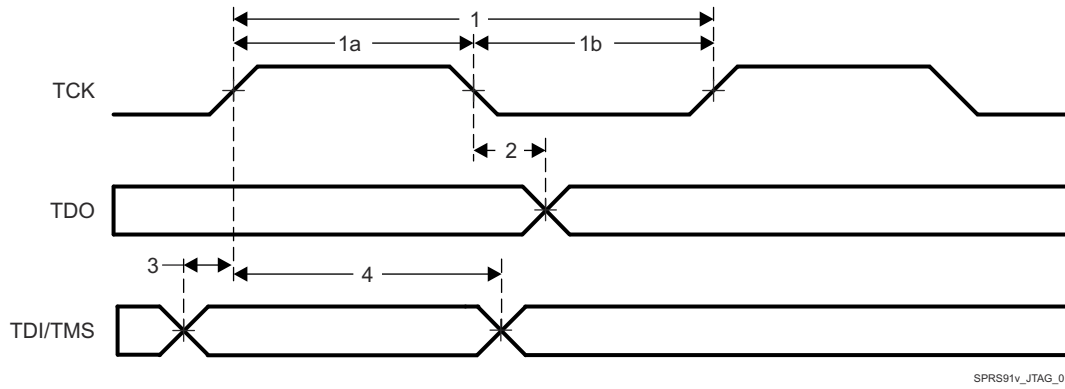 1
1a
1b
TCK
2
TDO
3
4
TDI/TMS
SPRS91v_JTAG_0